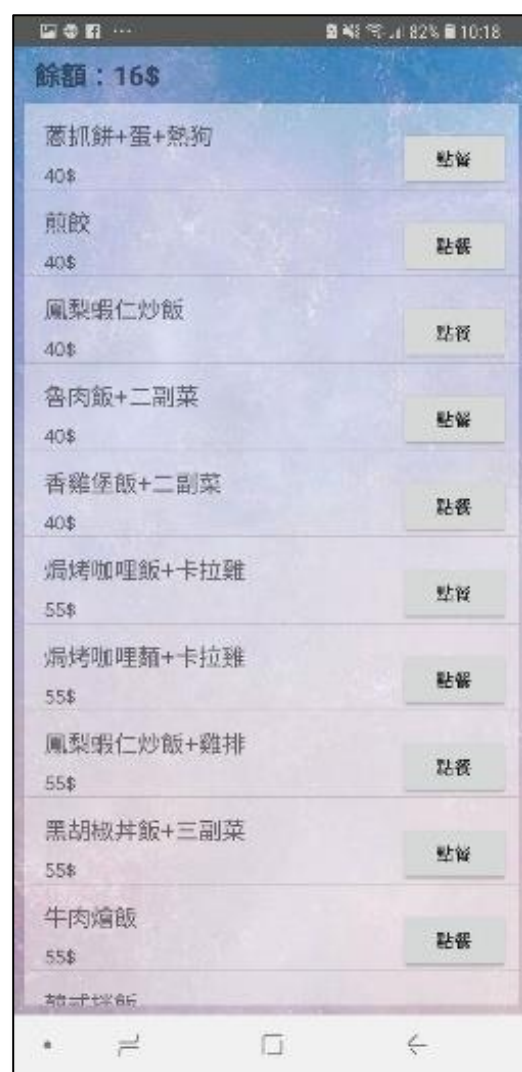 82% 10:18
餘額：16$
蔥抓餅+蛋+熱狗
點餐
40$
煎餃
點餐
40$
鳳梨蝦仁炒飯
點餐
40$
魯肉飯+二副菜
點餐
40$
香雞堡飯+二副菜
點餐
40$
焗烤咖哩飯+卡拉雞
點餐
55$
焗烤咖哩麵+卡拉雞
點餐
55$
鳳梨蝦仁炒飯+雞排
點餐
55$
黑胡椒丼飯+三副菜
點餐
55$
牛肉燴飯
點餐
55$